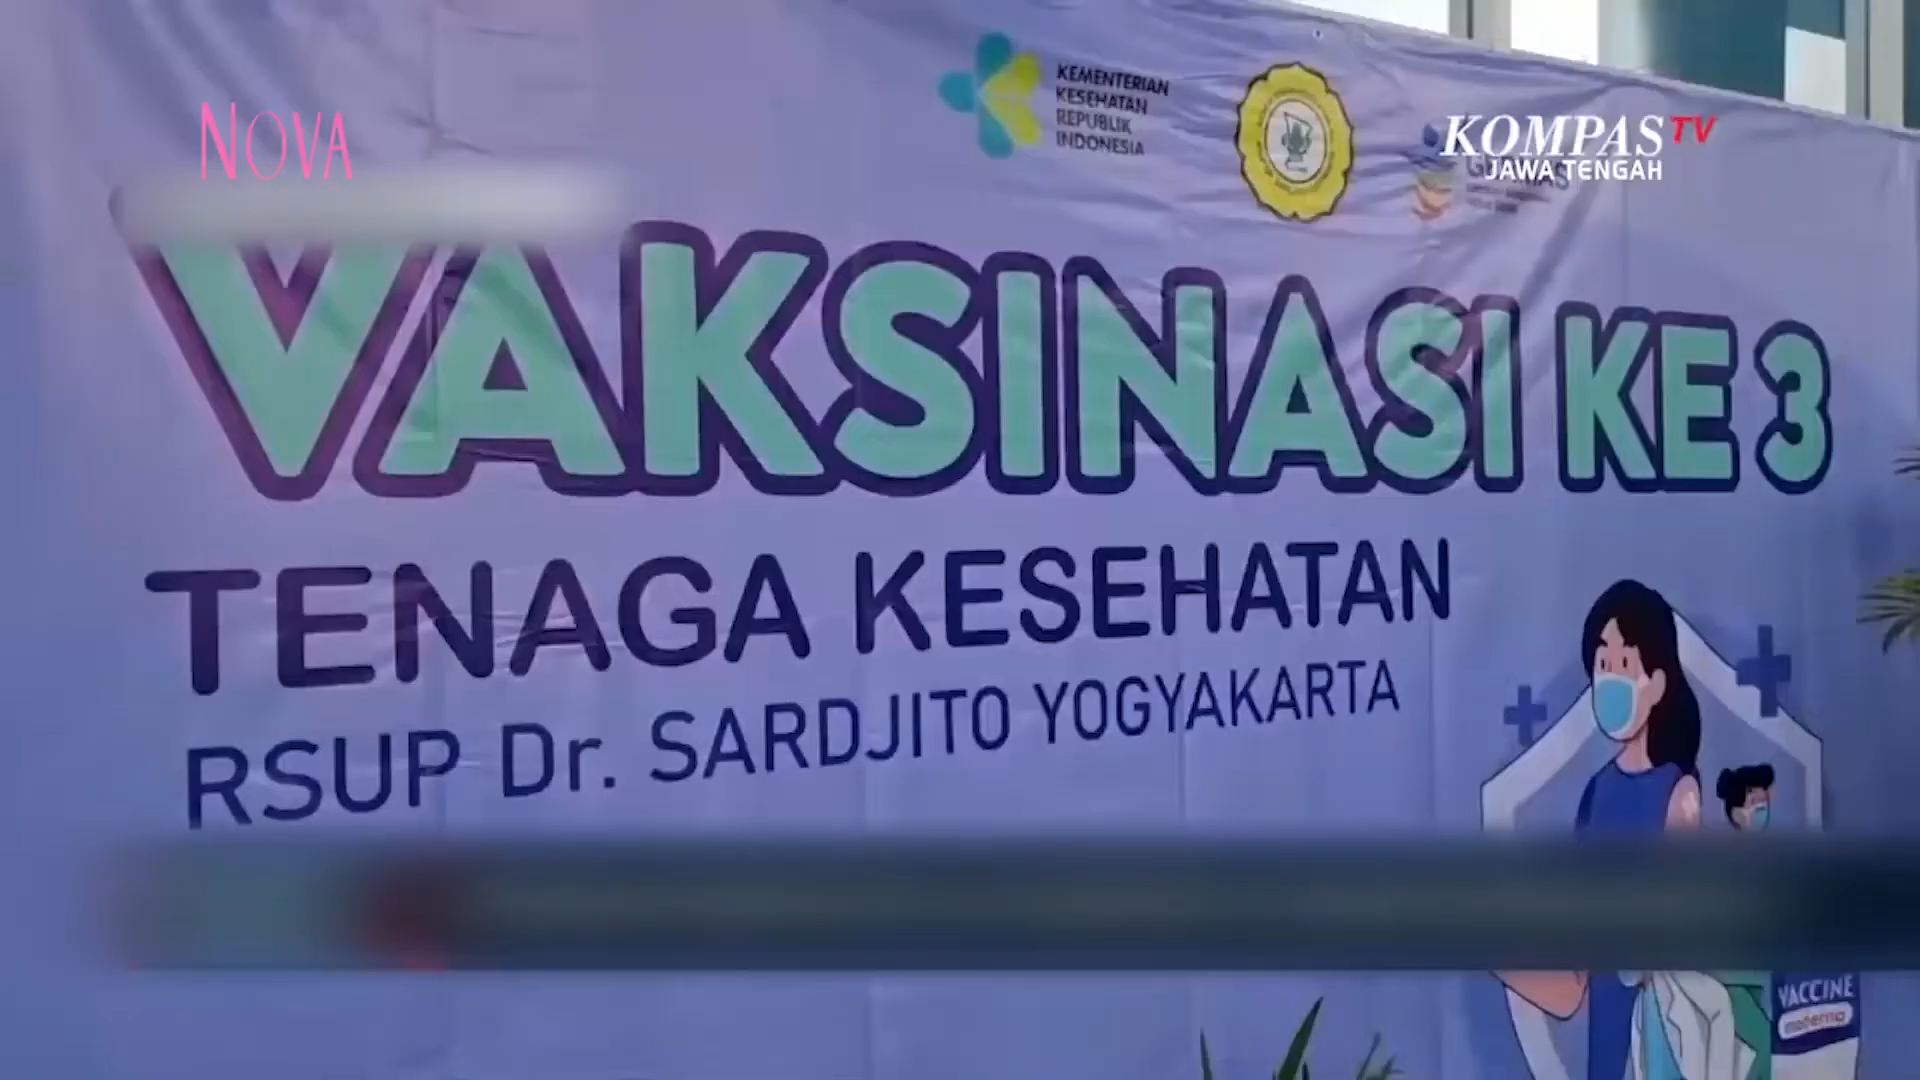 NOVA
KEMENTERIAN
KESEHATAN
REPUBLIK
INDONESIA
KOMPAS TV
JAWA TENGAH
VAKSINASI KE 3
TENAGA KESEHATAN
RSUP Dr. SARDJITO YOGYAKARTA
VACCINE
moderna